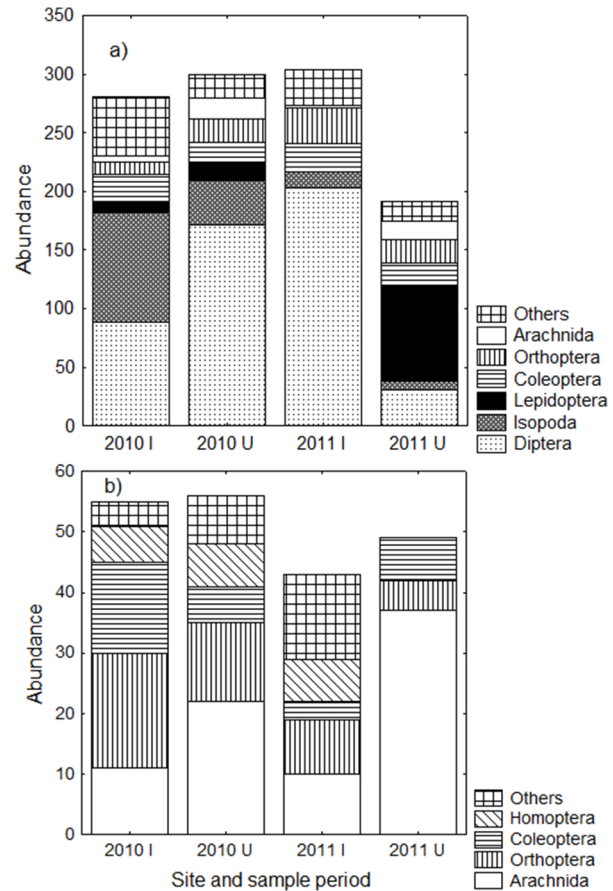 a)
350
300
250
200
150
100
50
0
Abundance
2010 I 2010 U 2011 I 2011 U
Others
Arachnida
Orthoptera
Coleoptera
Lepidoptera
Isopoda
Diptera
b)
60
50
40
30
20
10
0
Abundance
2010 I 2010 U 2011 I 2011 U
Site and sample period
Others
Homoptera
Coleoptera
Orthoptera
Arachnida